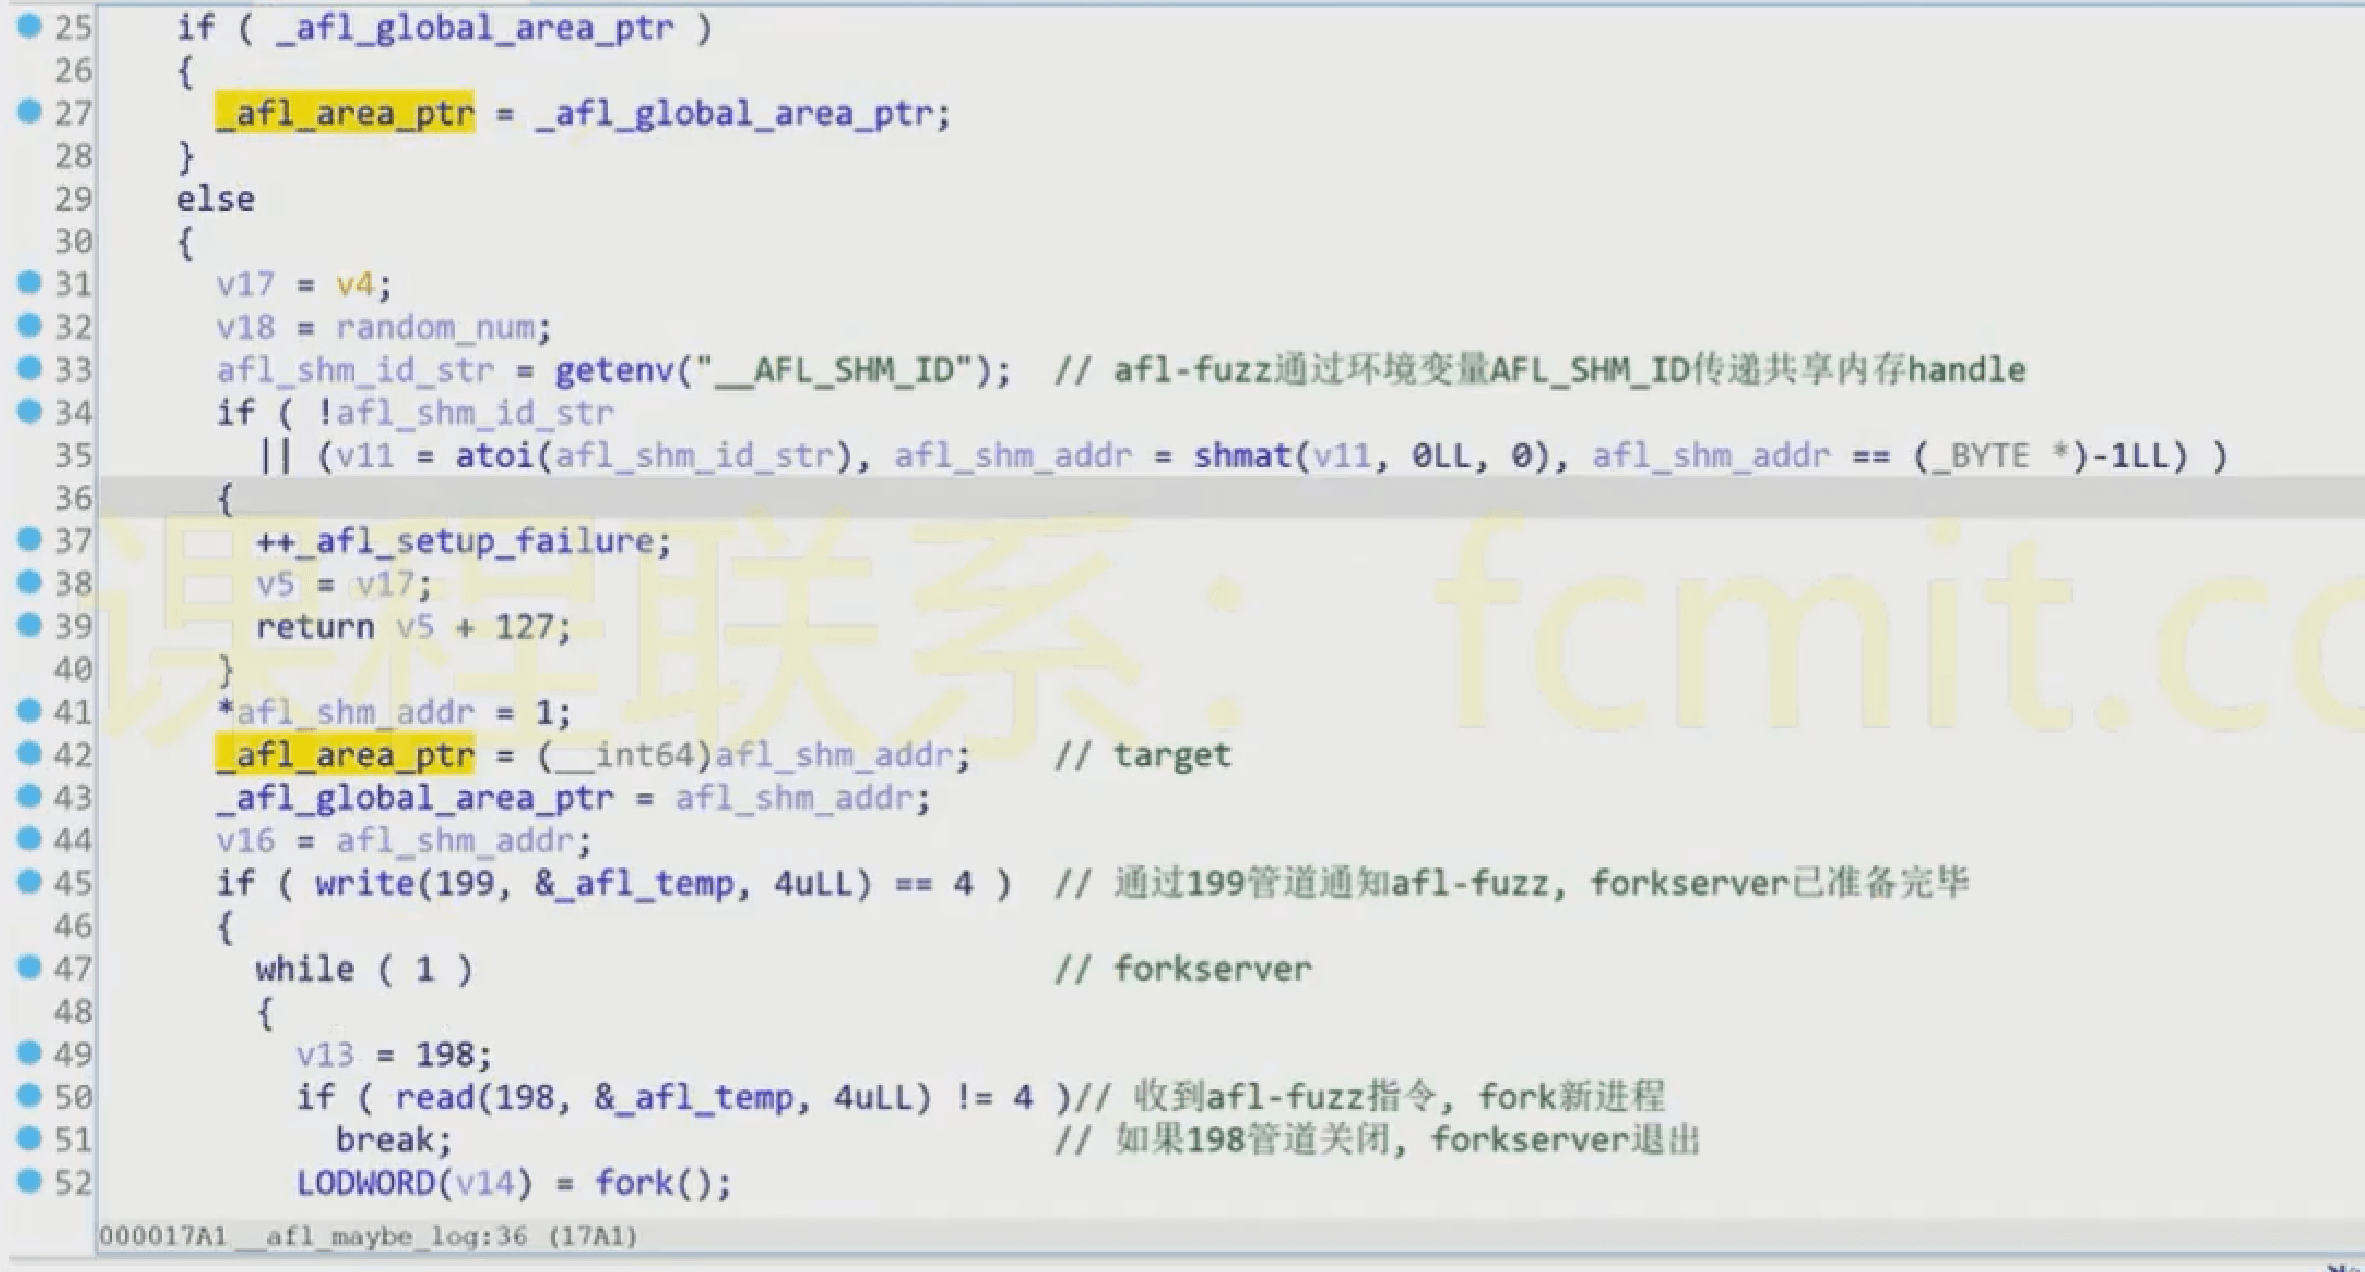 25 if ( _afl_global_area_ptr )
26 {
27 _afl_area_ptr = _afl_global_area_ptr;
28 }
29 else
30 {
31 v17 = v4;
32 v18 = random_num;
33 afl_shm_id_str = getenv("__AFL_SHM_ID"); // afl-fuzz通过环境变量AFL_SHM_ID传递共享内存handle
34 if ( !afl_shm_id_str
35 || (v11 = atoi(afl_shm_id_str), afl_shm_addr = shmat(v11, 0LL, 0), afl_shm_addr == (_BYTE *)-1LL) )
36 {
37 ++_afl_setup_failure;
38 v5 = v17;
39 return v5 + 127;
40 }
41 *afl_shm_addr = 1;
42 _afl_area_ptr = (__int64)afl_shm_addr; // target
43 _afl_global_area_ptr = afl_shm_addr;
44 v16 = afl_shm_addr;
45 if ( write(199, &_afl_temp, 4uLL) == 4 ) // 通过199管道通知afl-fuzz, forkserver已准备完毕
46 {
47 while ( 1 ) // forkserver
48 {
49 v13 = 198;
50 if ( read(198, &_afl_temp, 4uLL) != 4 )// 收到afl-fuzz指令, fork新进程
51 break; // 如果198管道关闭, forkserver退出
52 LODWORD(v14) = fork();
000017A1 __afl_maybe_log:36 (17A1)
课程联系: fcmit.cc